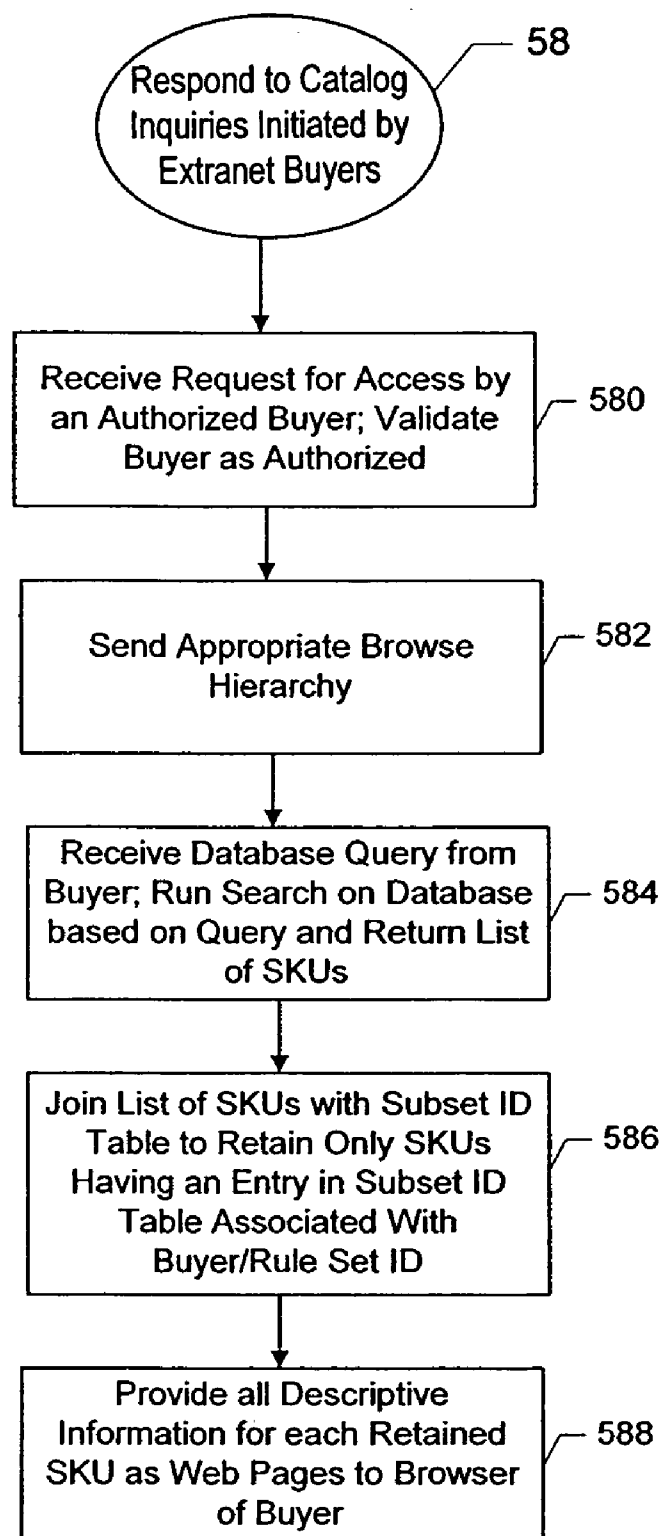 58
Respond to Catalog
Inquiries Initiated by
Extranet Buyers
Receive Request for Access by
an Authorized Buyer; Validate
Buyer as Authorized
580
Send Appropriate Browse
Hierarchy
582
Receive Database Query from
Buyer; Run Search on Database
based on Query and Return List
of SKUs
584
Join List of SKUs with Subset ID
Table to Retain Only SKUs
Having an Entry in Subset ID
Table Associated With
Buyer/Rule Set ID
586
Provide all Descriptive
Information for each Retained
SKU as Web Pages to Browser
of Buyer
588